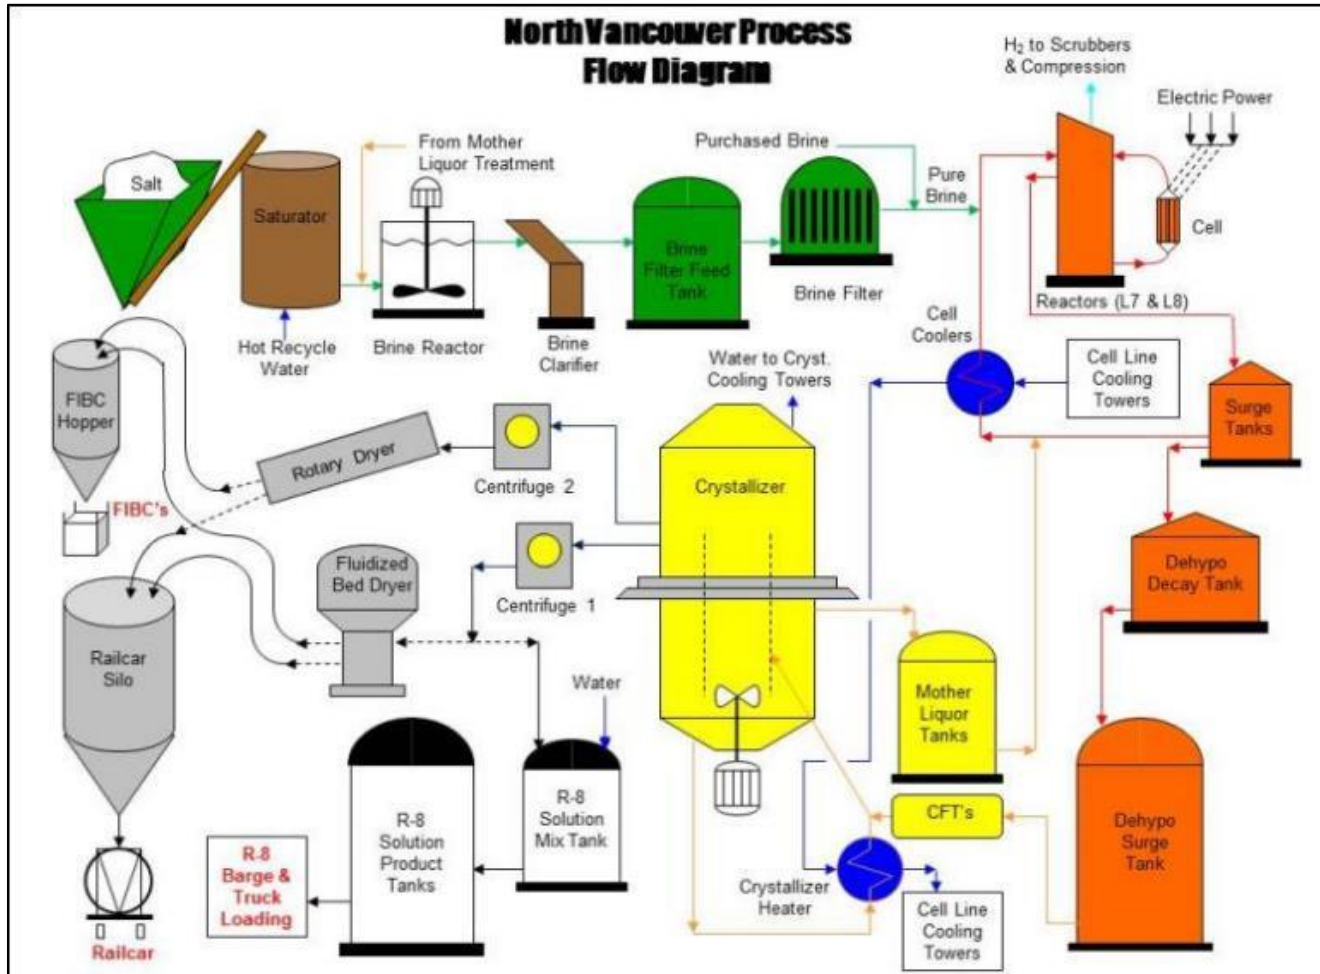 North Vancouver Process
Flow Diagram
H₂ to Scrubbers
& Compression
Electric Power
From Mother
Liquor Treatment
Purchased Brine
Salt
Saturator
Pure
Brine
Cell
Brine
Filter Feed
Tank
Brine Filter
Reactors (L7 & L8)
Hot Recycle
Water
Brine Reactor
Brine
Clarifier
Cell
Coolers
Water to Cryst.
Cooling Towers
Cell Line
Cooling
Towers
Surge
Tanks
FIBC
Hopper
Rotary Dryer
Centrifuge 2
Crystallizer
FIBC's
Fluidized
Bed Dryer
Centrifuge 1
Dehypo
Decay Tank
Railcar
Silo
Water
Mother
Liquor
Tanks
R-8
Solution
Mix Tank
R-8
Solution
Product
Tanks
CFT's
Dehypo
Surge
Tank
R-8
Barge &
Truck
Loading
Crystallizer
Heater
Cell Line
Cooling
Towers
Railcar